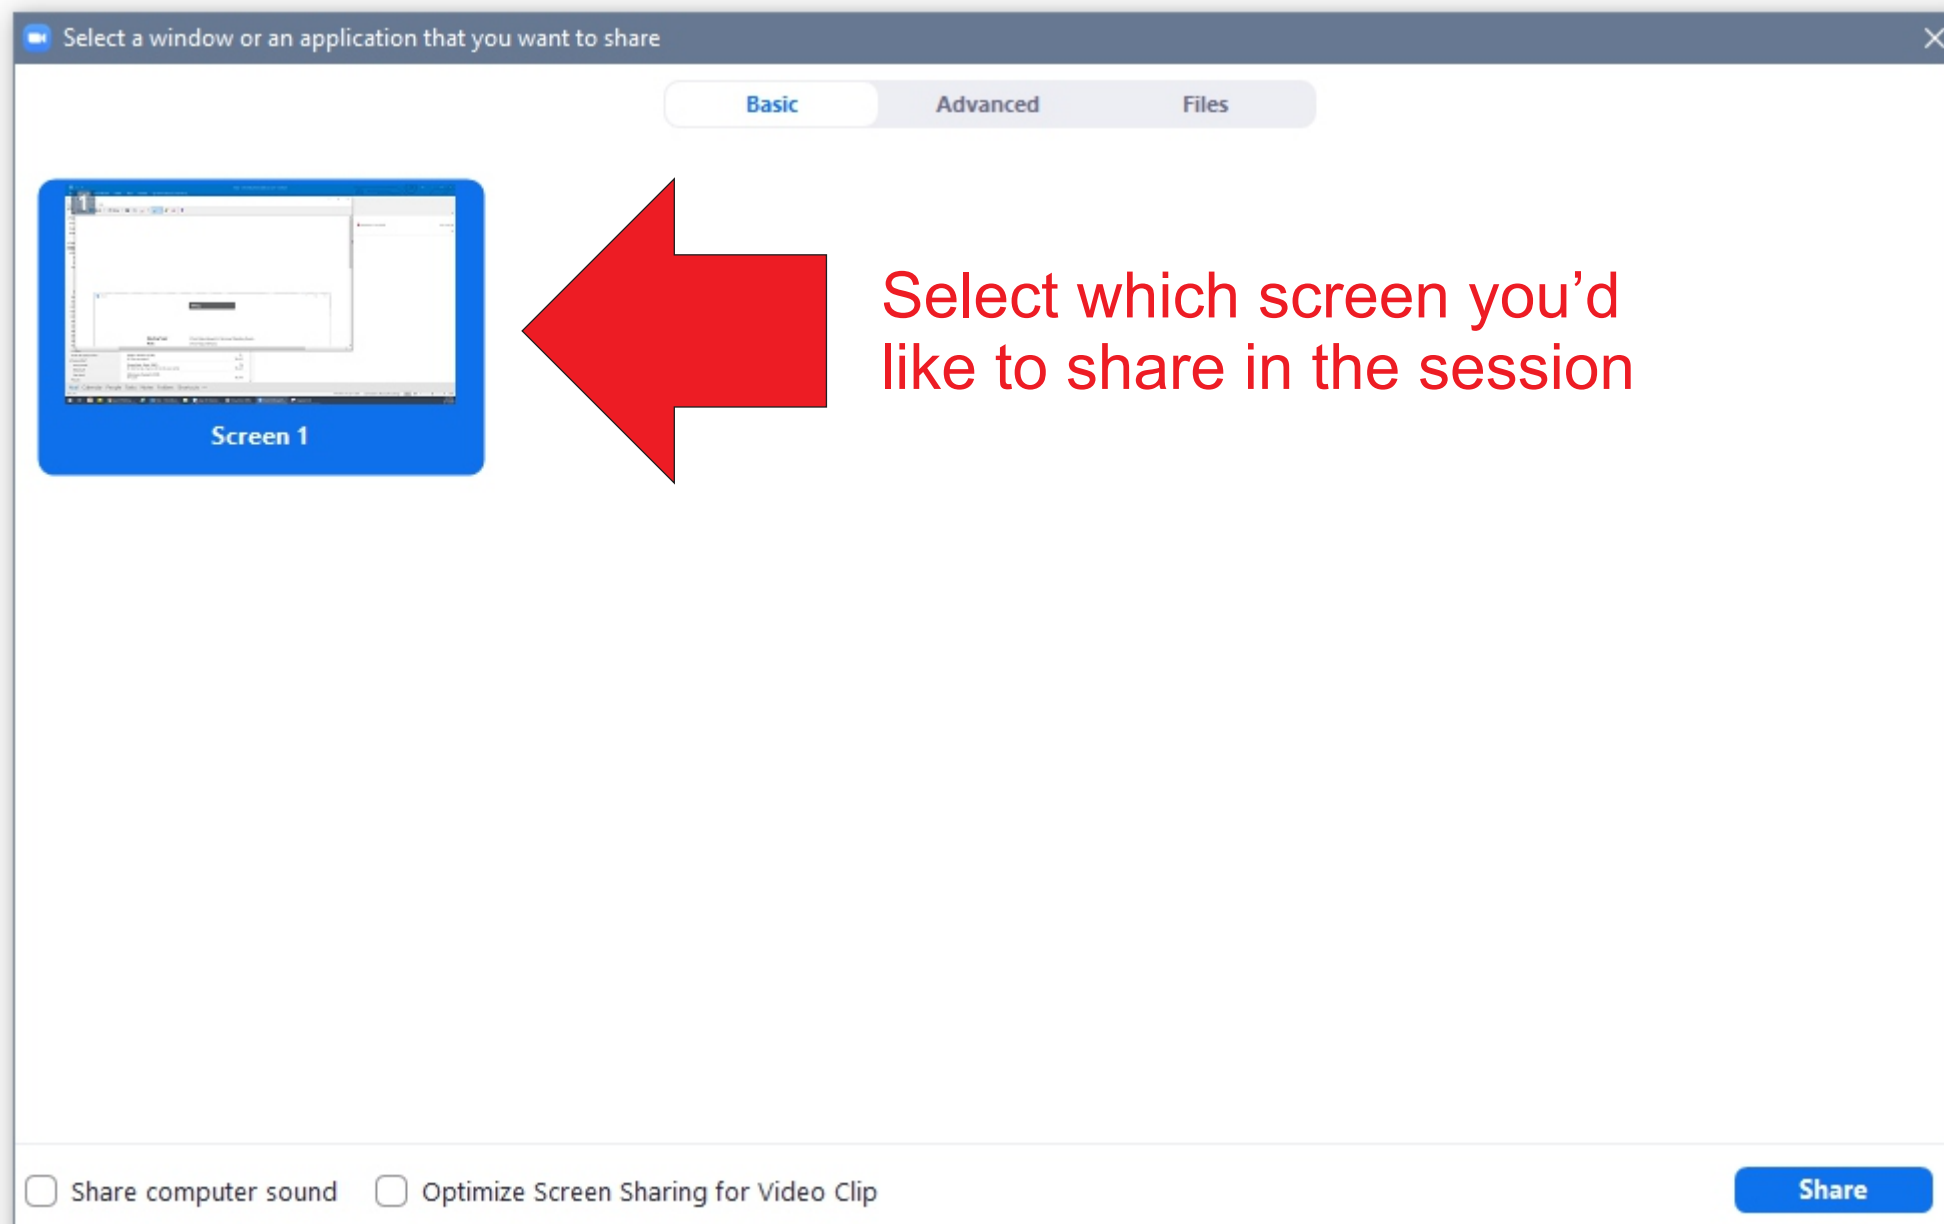 Select a window or an application that you want to share
Basic Advanced Files
1
Screen 1
Select which screen you’d
like to share in the session
Share computer sound Optimize Screen Sharing for Video Clip Share